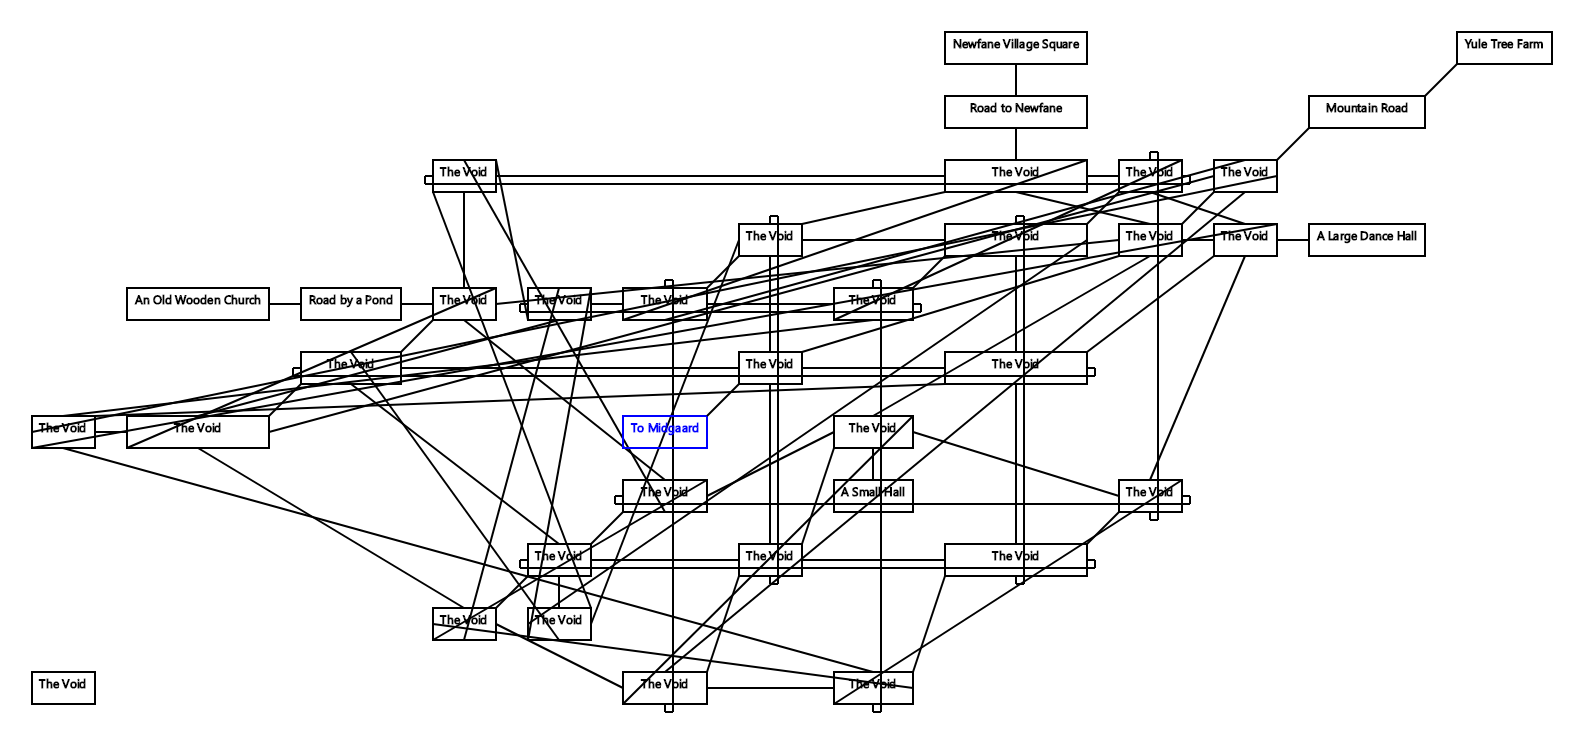 Newfane Village Square
Yule Tree Farm
Road to Newfane
Mountain Road
The Void
The Void
The Void
The Void
The Void
The Void
The Void
The Void
A Large Dance Hall
An Old Wooden Church
Road by a Pond
The Void
The Void
The Void
The Void
The Void
The Void
The Void
The Void
The Void
To Midgaard
The Void
The Void
A Small Hall
The Void
The Void
The Void
The Void
The Void
The Void
The Void
The Void
The Void